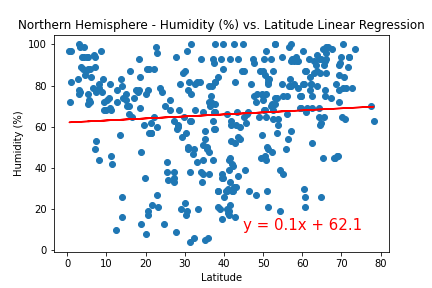 Northern Hemisphere - Humidity (%) vs. Latitude Linear Regression
100
80
60
40
20
0
Humidity (%)
y = 0.1x + 62.1
0 10 20 30 40 50 60 70 80
Latitude